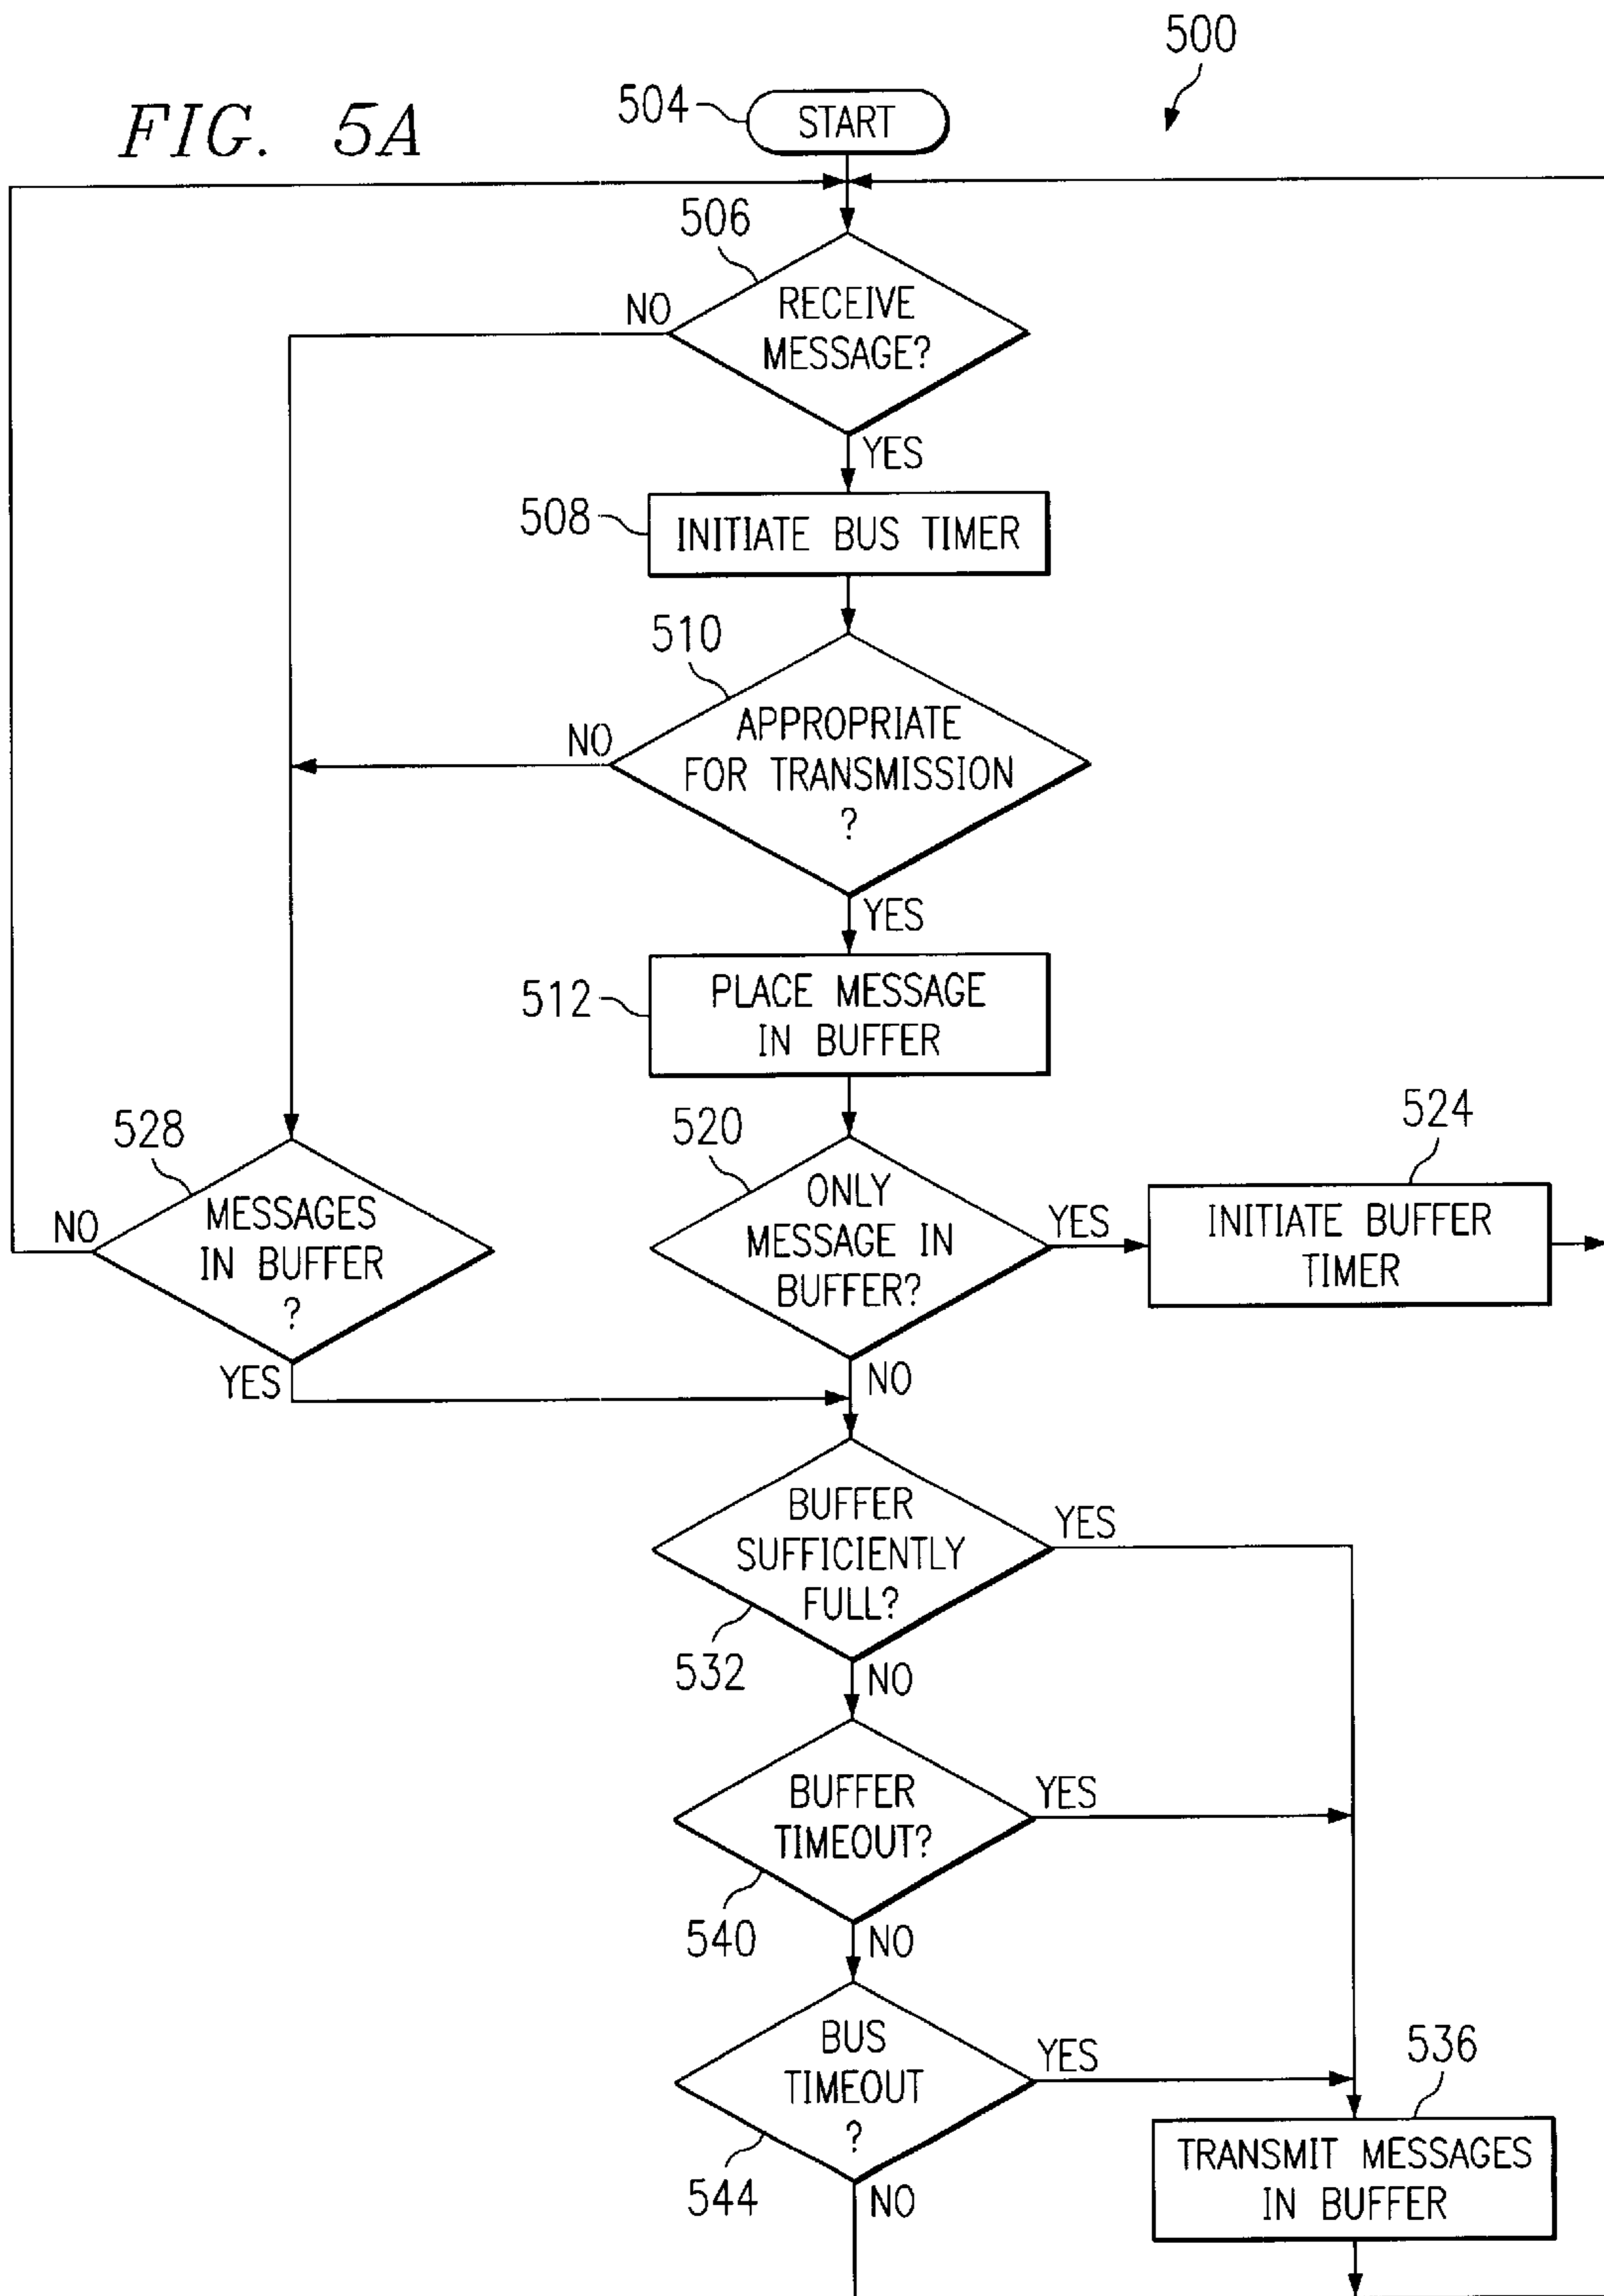 500
FIG. 5A
504
START
506
NO
RECEIVE
MESSAGE?
YES
508
INITIATE BUS TIMER
510
NO
APPROPRIATE
FOR TRANSMISSION
?
YES
512
PLACE MESSAGE
IN BUFFER
528
NO
MESSAGES
IN BUFFER
?
YES
520
ONLY
MESSAGE IN
BUFFER?
YES
NO
524
INITIATE BUFFER
TIMER
BUFFER
SUFFICIENTLY
FULL?
YES
532
NO
BUFFER
TIMEOUT?
YES
540
NO
BUS
TIMEOUT
?
YES
544
NO
536
TRANSMIT MESSAGES
IN BUFFER